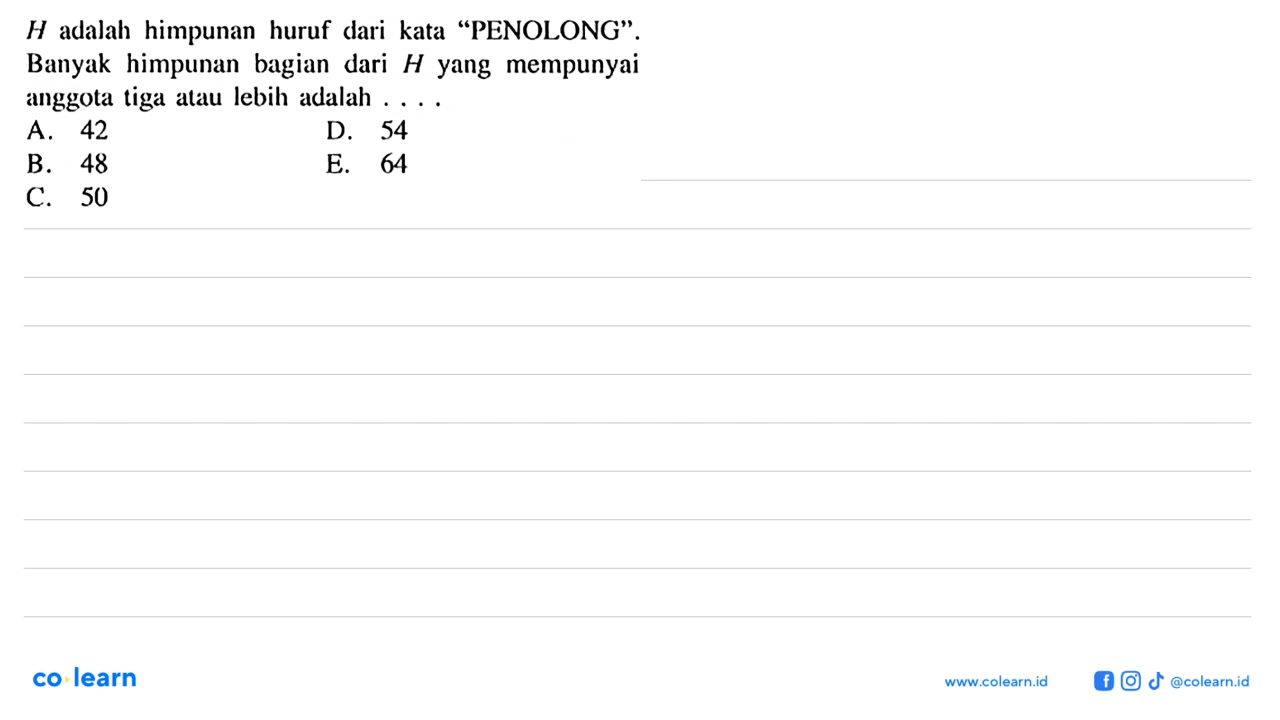 H adalah himpunan huruf dari kata “PENOLONG”.
Banyak himpunan bagian dari H yang mempunyai
anggota tiga atau lebih adalah . . . .
A. 42 D. 54
B. 48 E. 64
C. 50
co learn www.colearn.id @colearn.id